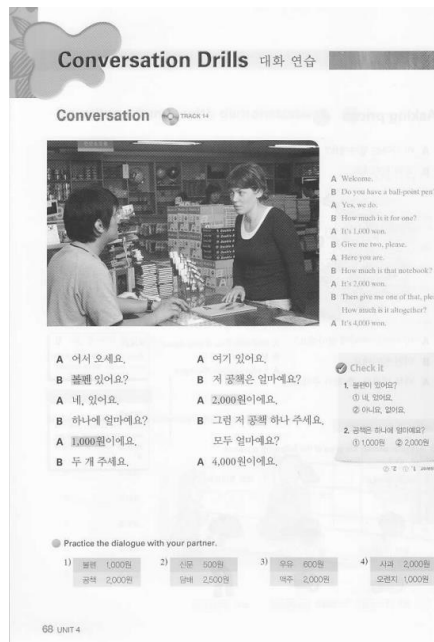 Conversation Drills 대화 연습
Conversation TRACK 14
A Welcome.
B Do you have a ball-point pen
A Yes, we do.
B How much is it for one?
A It's 1,000 won.
B Give me two, please.
A Here you are.
B How much is that notebook?
A It's 2,000 won.
B Then give me one of that, ple
How much is it altogether?
A It's 4,000 won.
A 어서 오세요.
B 볼펜 있어요?
A 네, 있어요.
B 하나에 얼마예요?
A 1,000원이에요.
B 두 개 주세요.
A 여기 있어요.
B 저 공책은 얼마예요?
A 2,000원이에요.
B 그럼 저 공책 하나 주세요.
모두 얼마예요?
A 4,000원이에요.
Check it
1. 볼펜이 있어요?
① 네, 있어요.
② 아니요, 없어요.
2. 공책은 하나에 얼마예요?
① 1,000원 ② 2,000원
Practice the dialogue with your partner.
1) 볼펜 1,000원
공책 2,000원
2) 신문 500원
담배 2,500원
3) 우유 600원
맥주 2,000원
4) 사과 2,000원
오렌지 1,000원
68 UNIT 4